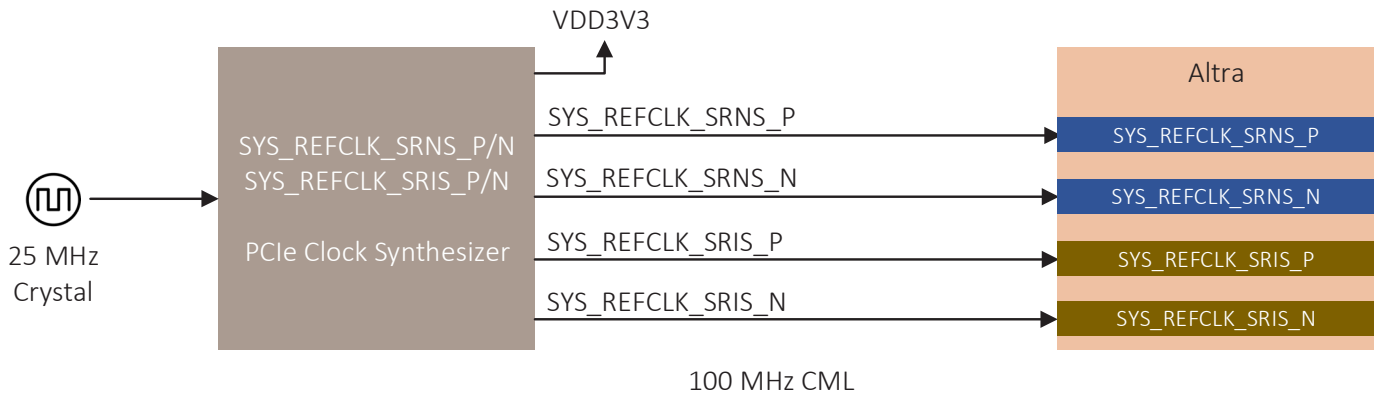 VDD3V3
Altra
SYS_REFCLK_SRNS_P
SYS_REFCLK_SRNS_P
SYS_REFCLK_SRNS_P/N
SYS_REFCLK_SRIS_P/N
SYS_REFCLK_SRNS_N
SYS_REFCLK_SRNS_N
PCIe Clock Synthesizer
SYS_REFCLK_SRIS_P
SYS_REFCLK_SRIS_P
25 MHz
Crystal
SYS_REFCLK_SRIS_N
SYS_REFCLK_SRIS_N
100 MHz CML